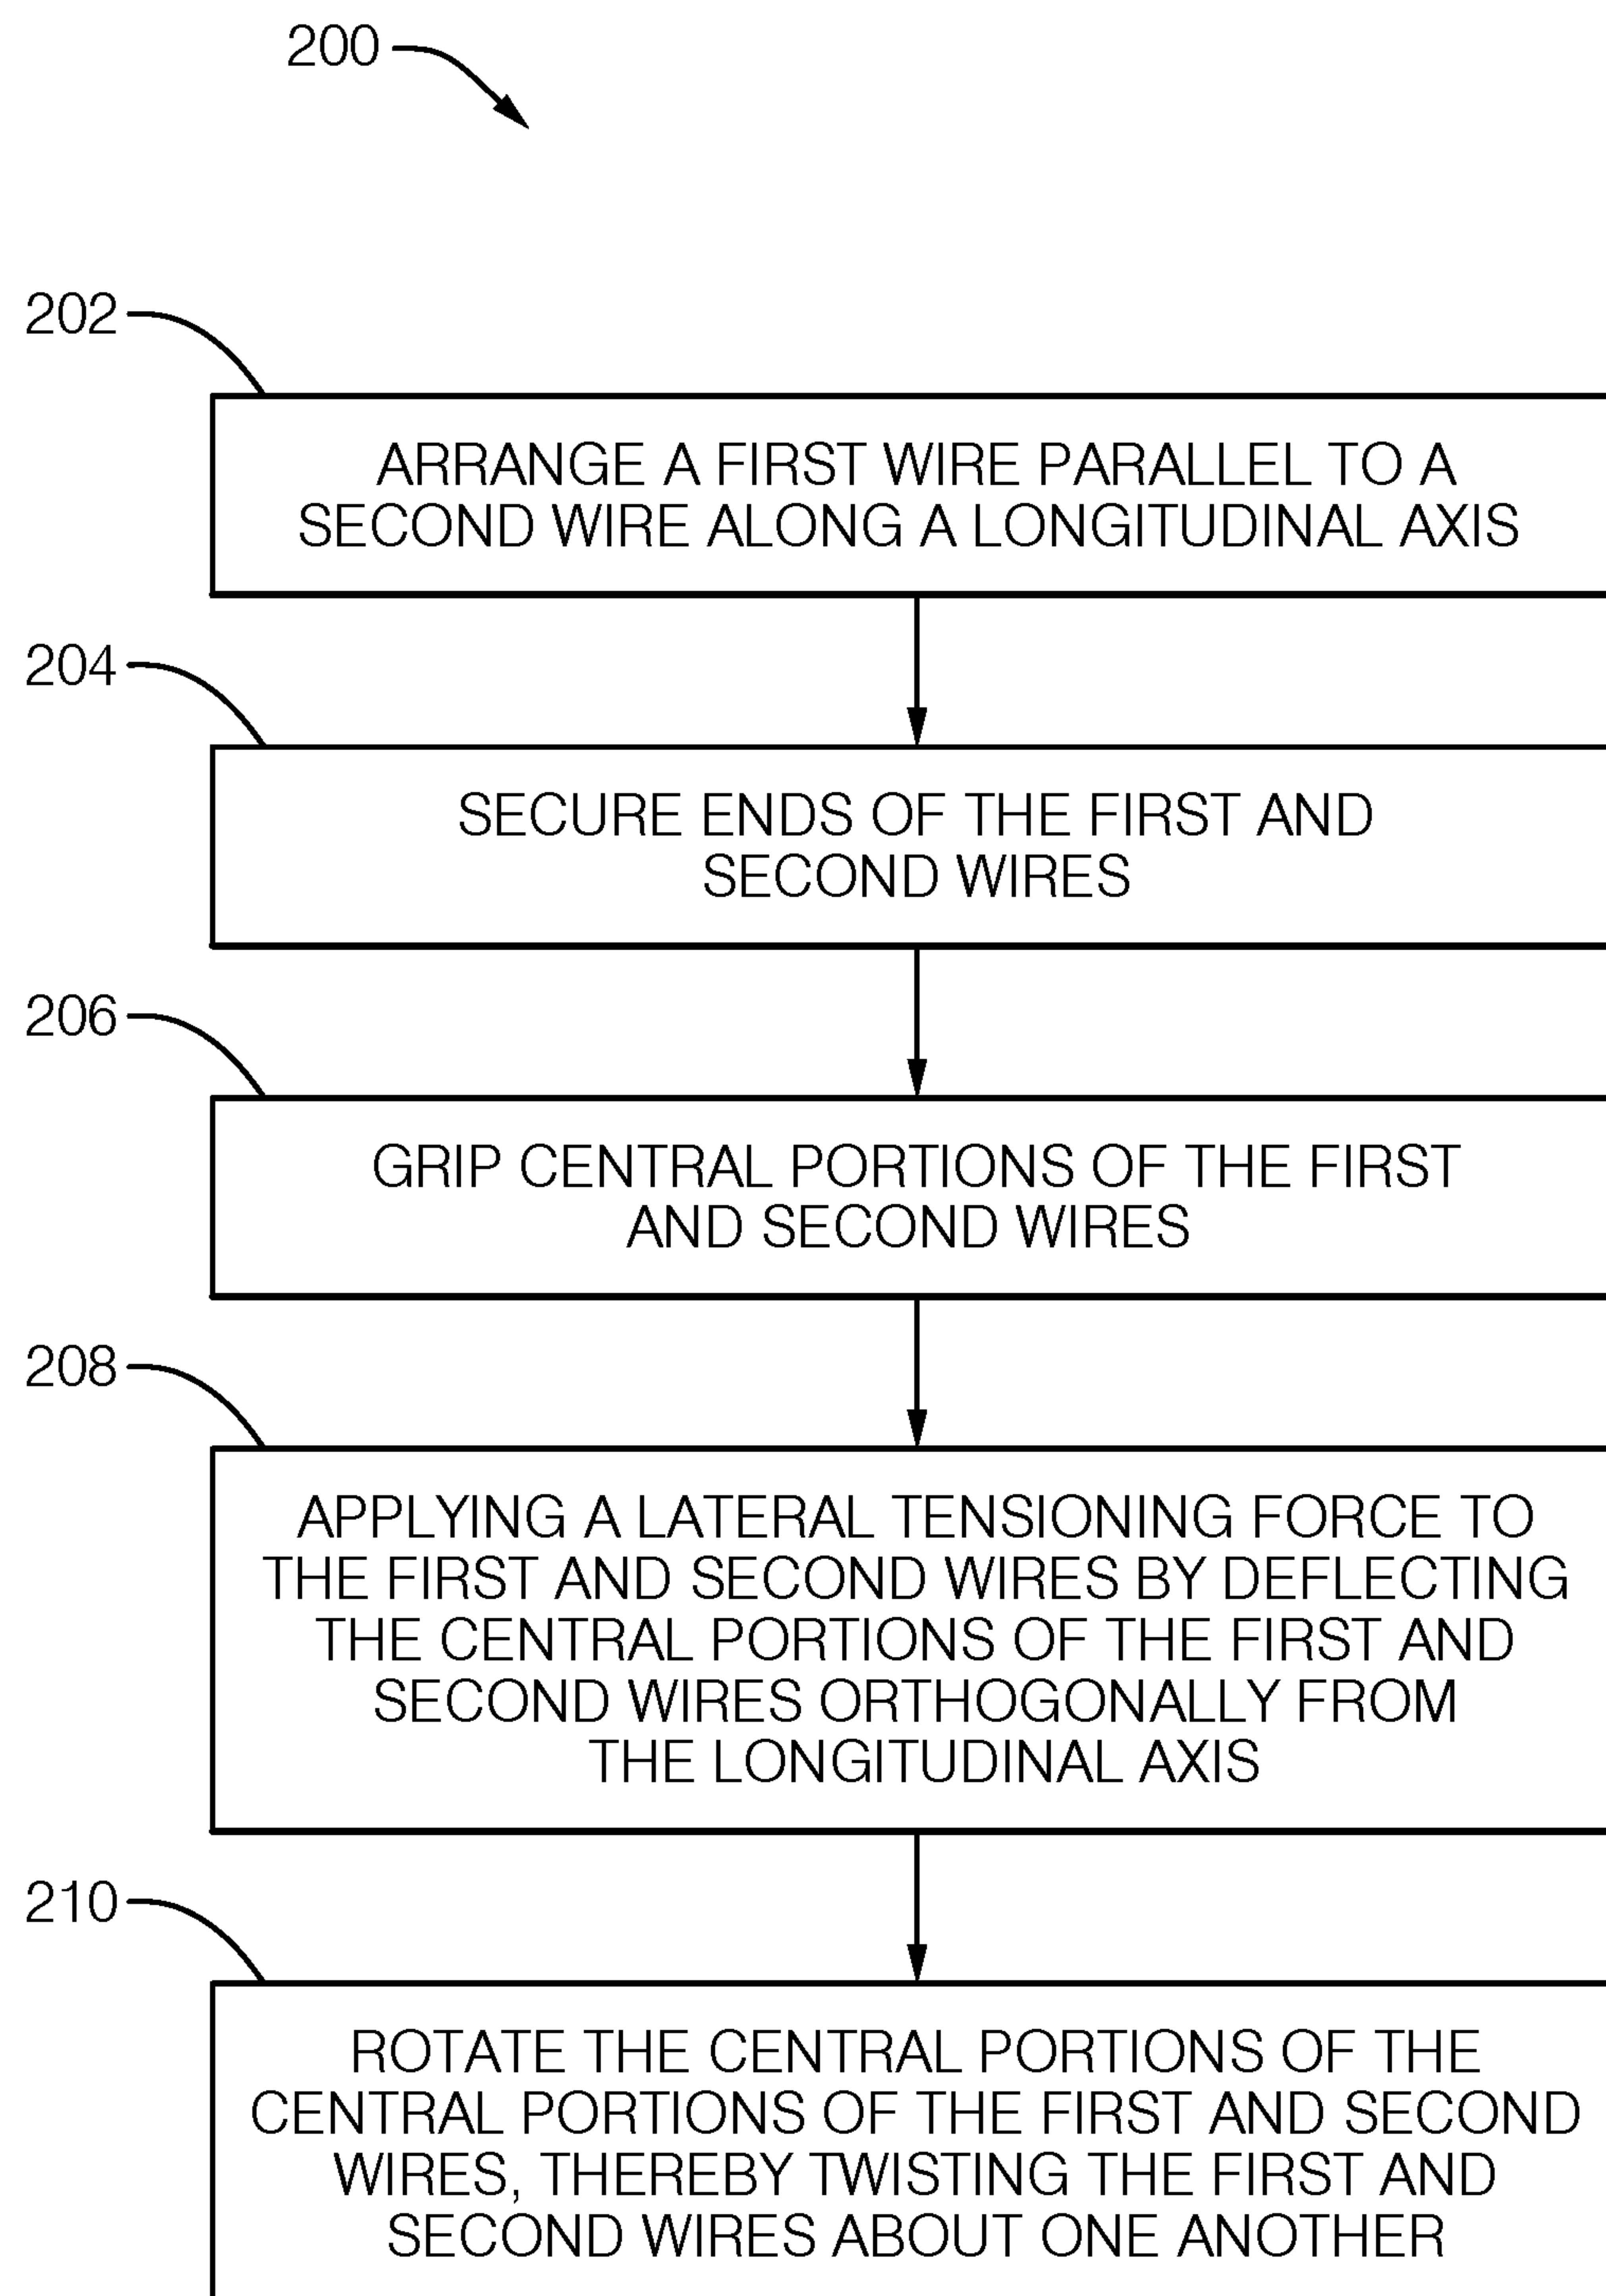 200
202
ARRANGE A FIRST WIRE PARALLEL TO A
SECOND WIRE ALONG A LONGITUDINAL AXIS
204
SECURE ENDS OF THE FIRST AND
SECOND WIRES
206
GRIP CENTRAL PORTIONS OF THE FIRST
AND SECOND WIRES
208
APPLYING A LATERAL TENSIONING FORCE TO
THE FIRST AND SECOND WIRES BY DEFLECTING
THE CENTRAL PORTIONS OF THE FIRST AND
SECOND WIRES ORTHOGONALLY FROM
THE LONGITUDINAL AXIS
210
ROTATE THE CENTRAL PORTIONS OF THE
CENTRAL PORTIONS OF THE FIRST AND SECOND
WIRES, THEREBY TWISTING THE FIRST AND
SECOND WIRES ABOUT ONE ANOTHER